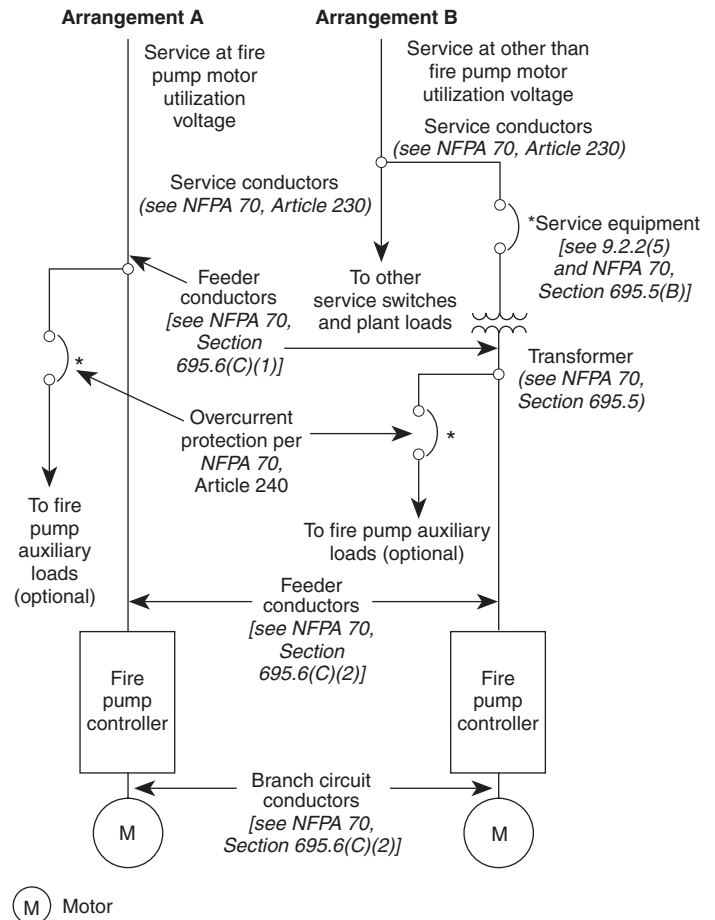 Arrangement A
Service at fire
pump motor
utilization
voltage
Arrangement B
Service at other than
fire pump motor
utilization voltage
Service conductors
(see NFPA 70, Article 230)
Service conductors
(see NFPA 70, Article 230)
*Service equipment
[see 9.2.2(5)
and NFPA 70,
Section 695.5(B)]
Feeder
conductors
[see NFPA 70,
Section
695.6(C)(1)]
To other
service switches
and plant loads
Transformer
(see NFPA 70,
Section 695.5)
*
Overcurrent
protection per
NFPA 70,
Article 240
*
To fire
pump
auxiliary
loads
(optional)
To fire pump auxiliary
loads (optional)
Feeder
conductors
[see NFPA 70,
Section
695.6(C)(2)]
Fire
pump
controller
Fire
pump
controller
Branch circuit
conductors
[see NFPA 70,
Section 695.6(C)(2)]
M
M
M Motor